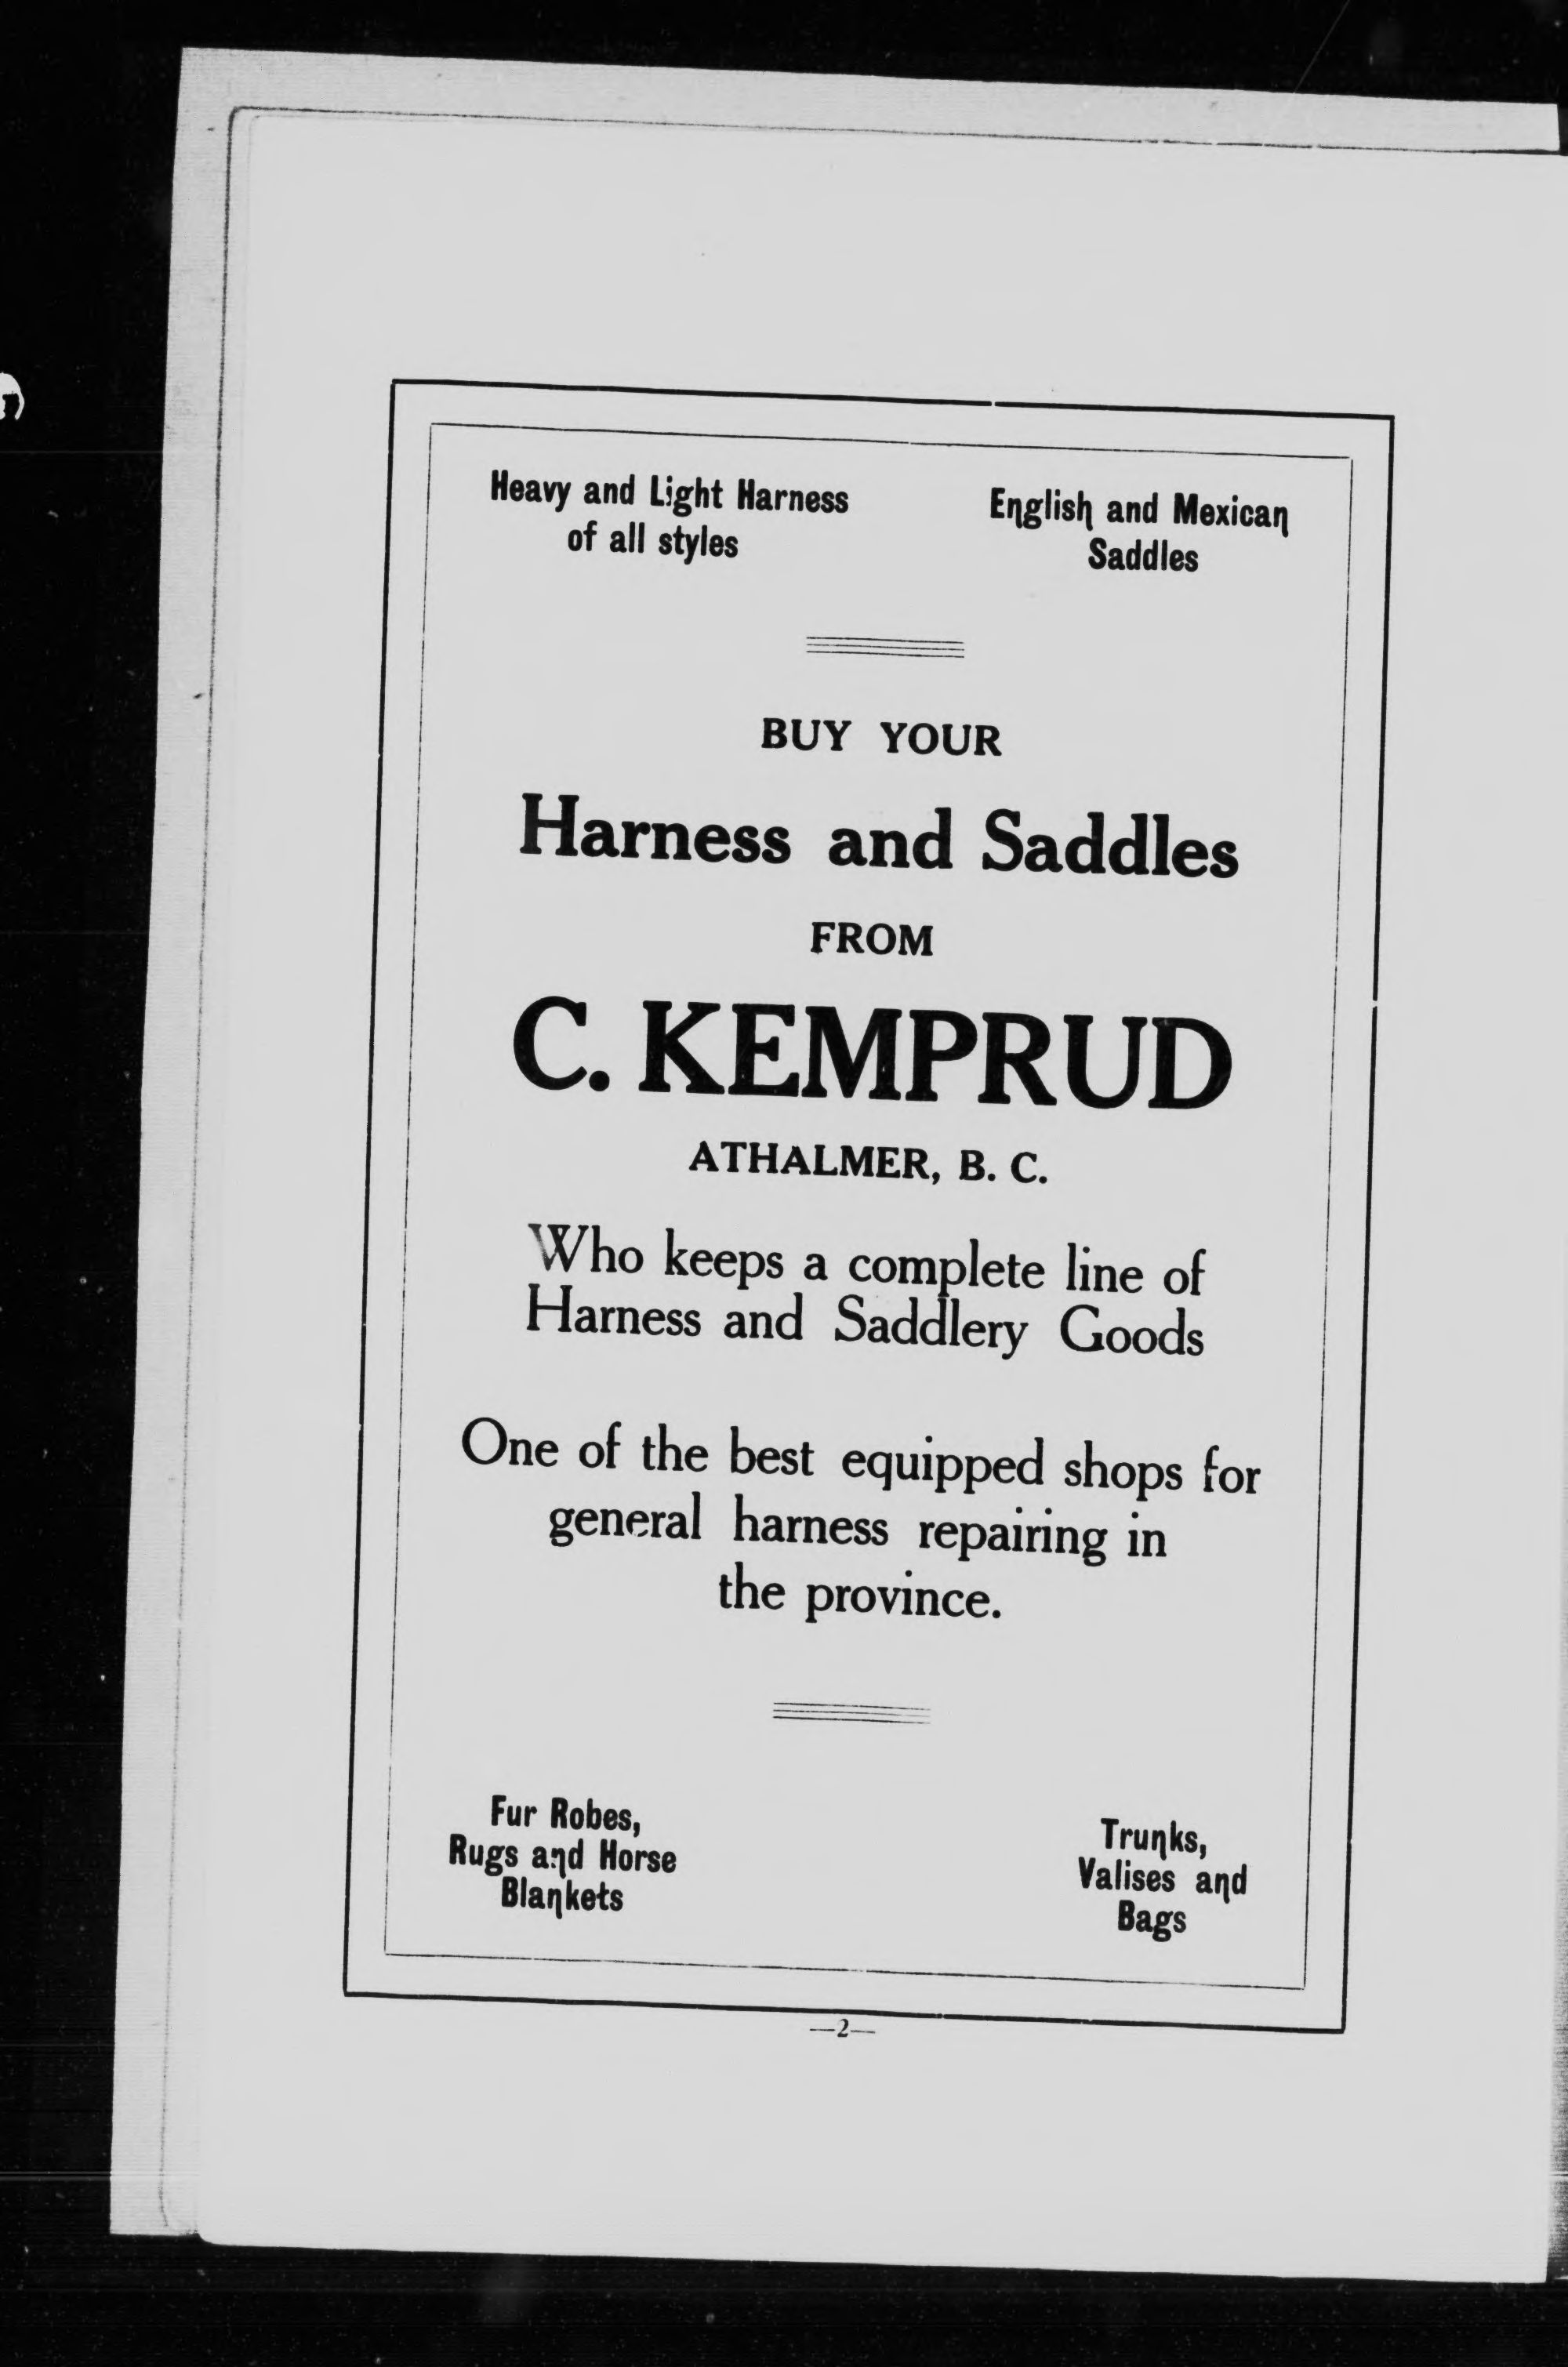 Heavy and Light Harness
of all styles
English and Mexican
Saddles
BUY YOUR
Harness and Saddles
FROM
C. KEMPRUD
ATHALMER, B. C.
Who keeps a complete line of
Harness and Saddlery Goods
One of the best equipped shops for
general harness repairing in
the province.
Fur Robes,
Rugs and Horse
Blankets
Trunks,
Valises and
Bags
—2—